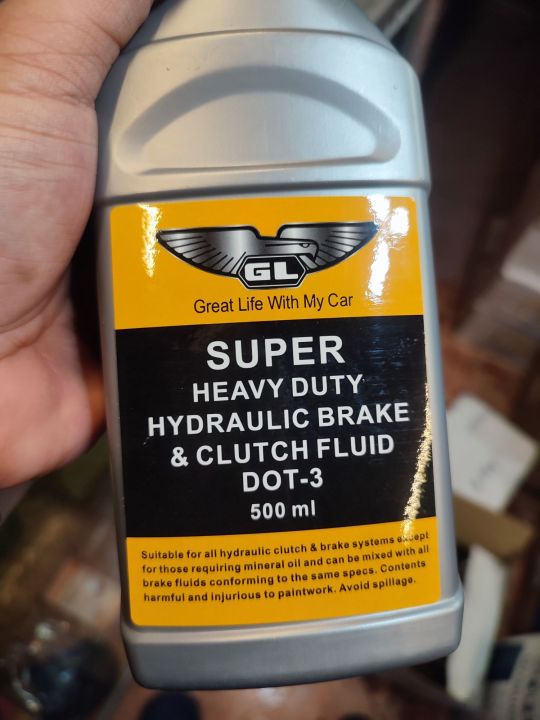 GL
Great Life With My Car
SUPER
HEAVY DUTY
HYDRAULIC BRAKE
& CLUTCH FLUID
DOT-3
500 ml
Suitable for all hydraulic clutch & brake systems except
for those requiring mineral oil and can be mixed with all
brake fluids conforming to the same specs. Contents
harmful and injurious to paintwork. Avoid spillage.